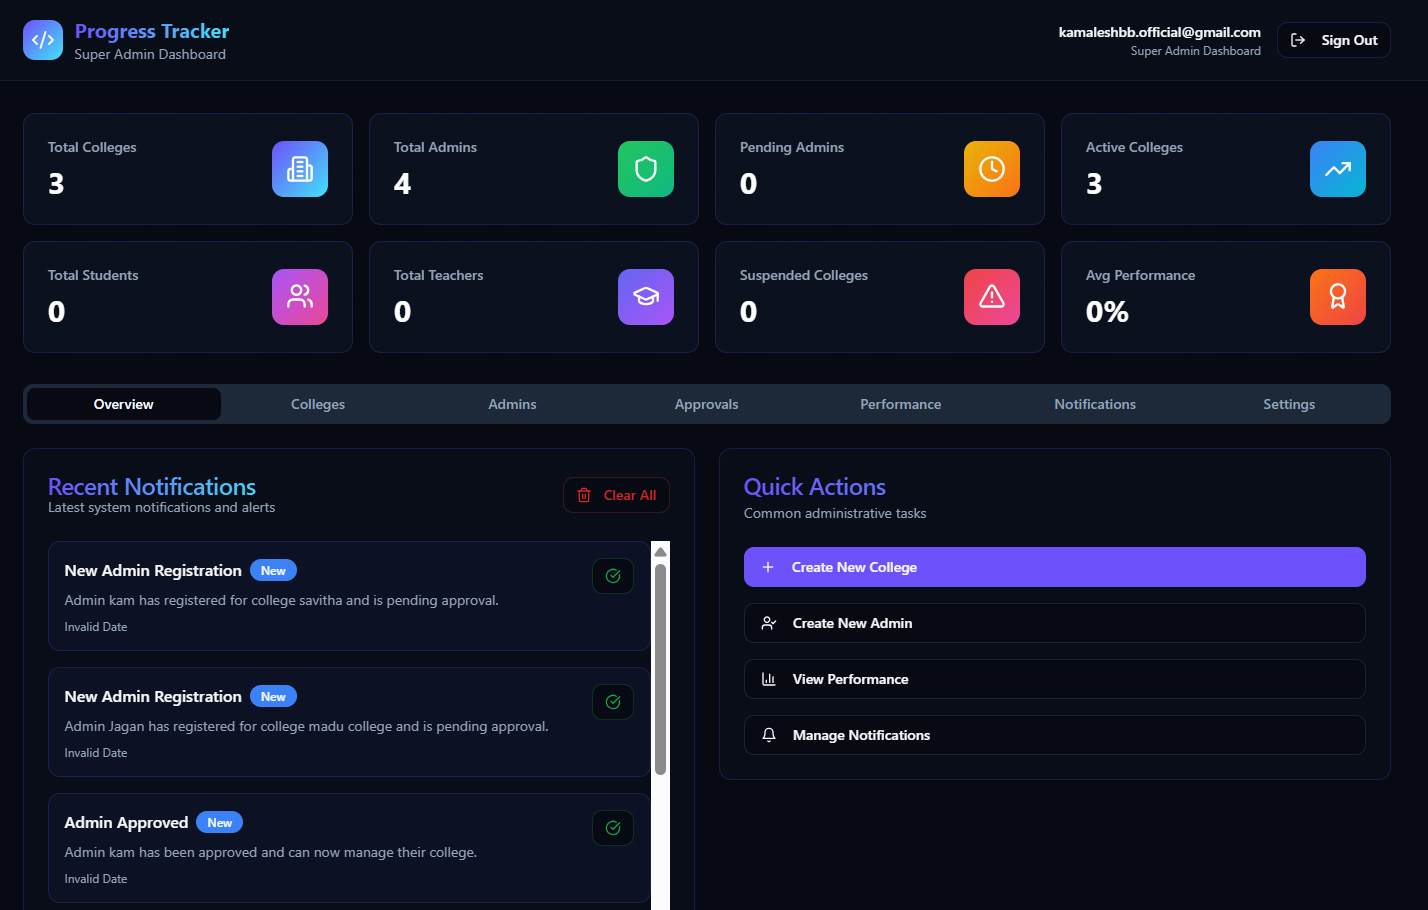 Progress Tracker
Super Admin Dashboard
kamaleshbb.official@gmail.com
Super Admin Dashboard
Sign Out
Total Colleges
3
Total Admins
4
Pending Admins
0
Active Colleges
3
Total Students
0
Total Teachers
0
Suspended Colleges
0
Avg Performance
0%
Overview
Colleges
Admins
Approvals
Performance
Notifications
Settings
Recent Notifications
Latest system notifications and alerts
Clear All
New Admin Registration New
Admin kam has registered for college savitha and is pending approval.
Invalid Date
New Admin Registration New
Admin Jagan has registered for college madu college and is pending approval.
Invalid Date
Admin Approved New
Admin kam has been approved and can now manage their college.
Invalid Date
Quick Actions
Common administrative tasks
Create New College
Create New Admin
View Performance
Manage Notifications